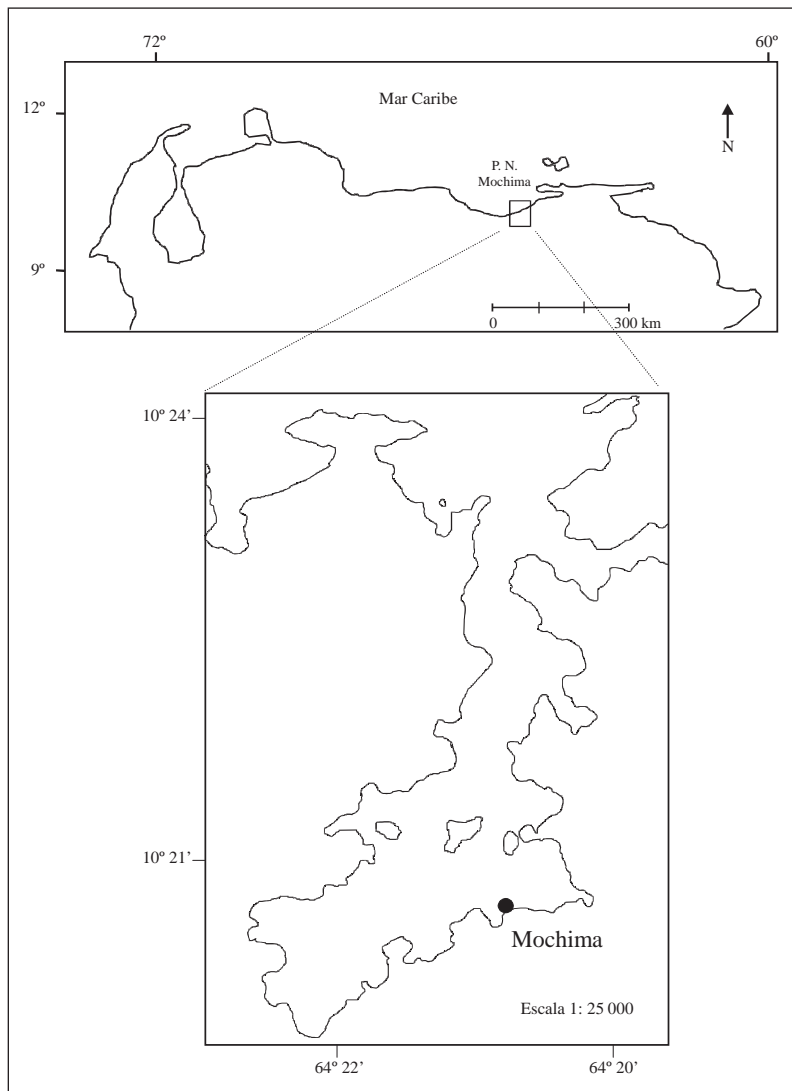 72º 60º
12º
Mar Caribe
N
P. N.
Mochima
9º
0 300 km
10º 24’
10º 21’
Mochima
Escala 1: 25 000
64º 22’ 64º 20’